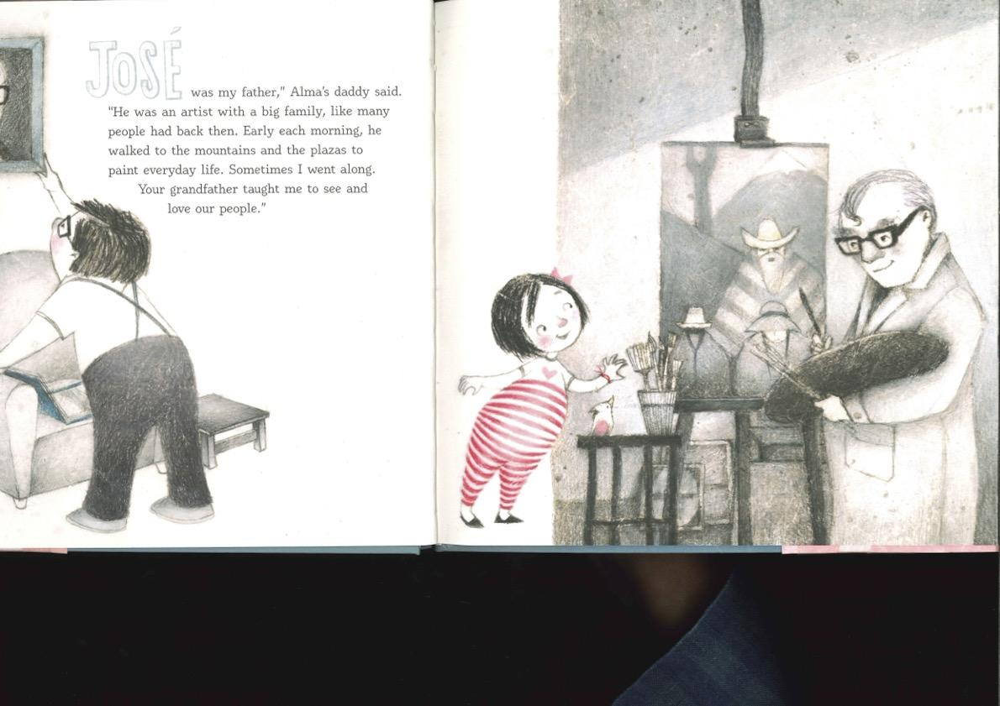 JOSÉ was my father,” Alma’s daddy said.
"He was an artist with a big family, like many
people had back then. Early each morning, he
walked to the mountains and the plazas to
paint everyday life. Sometimes I went along.
Your grandfather taught me to see and
love our people.”